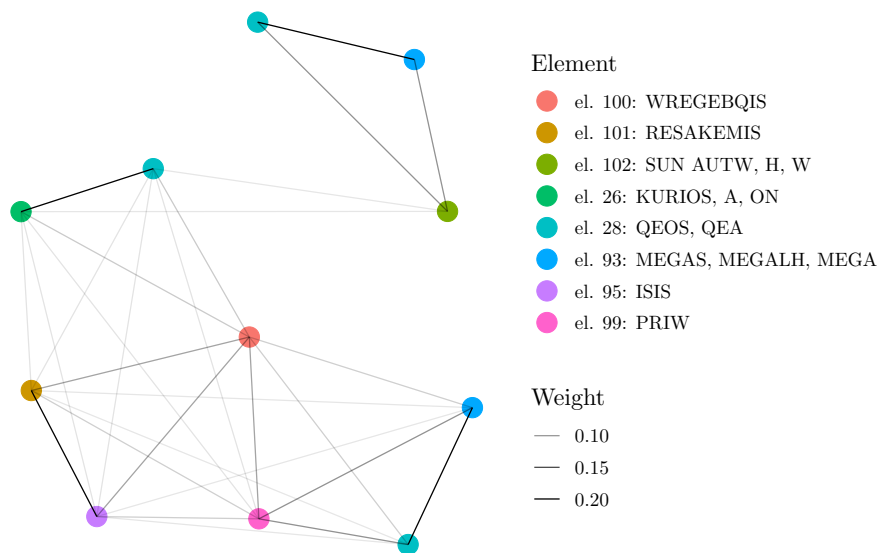 Element
el. 100: WREGEBQIS
el. 101: RESAKEMIS
el. 102: SUN AUTW, H, W
el. 26: KURIOS, A, ON
el. 28: QEOS, QEA
el. 93: MEGAS, MEGALH, MEGA
el. 95: ISIS
el. 99: PRIW
Weight
0.10
0.15
0.20